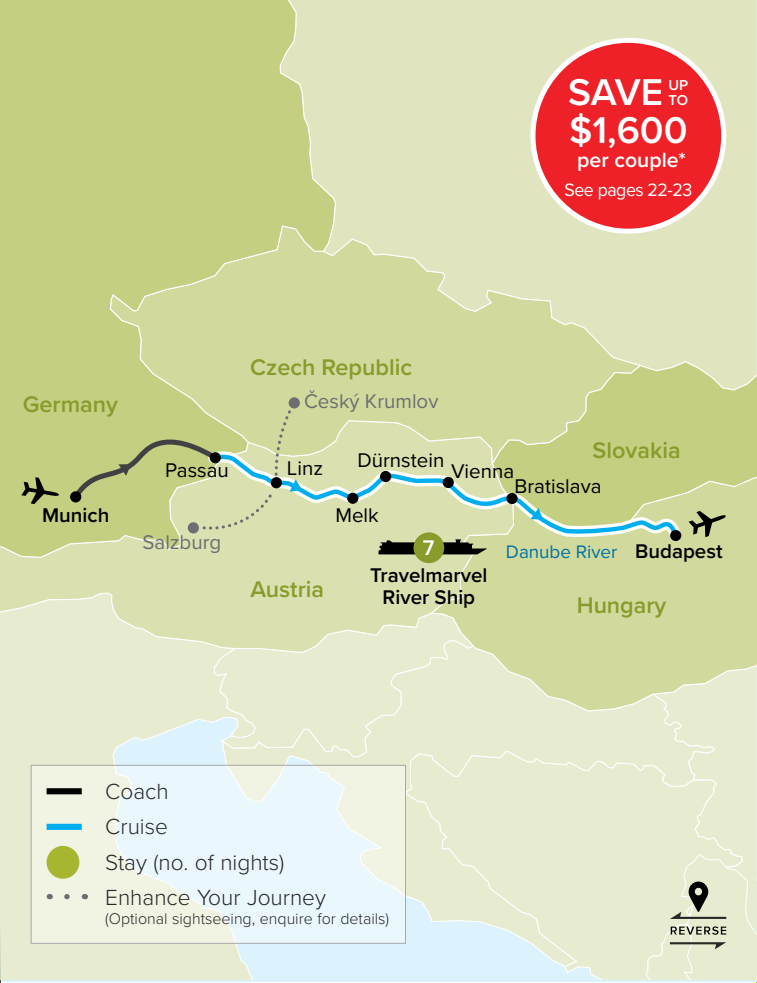 SAVE UP TO
$1,600
per couple*
See pages 22-23
Czech Republic
Germany
Český Krumlov
Slovakia
Passau
Linz
Dürnstein
Vienna
Bratislava
Munich
Melk
Salzburg
7
Danube River
Budapest
Travelmarvel
River Ship
Austria
Hungary
Coach
Cruise
Stay (no. of nights)
Enhance Your Journey
(Optional sightseeing, enquire for details)
REVERSE